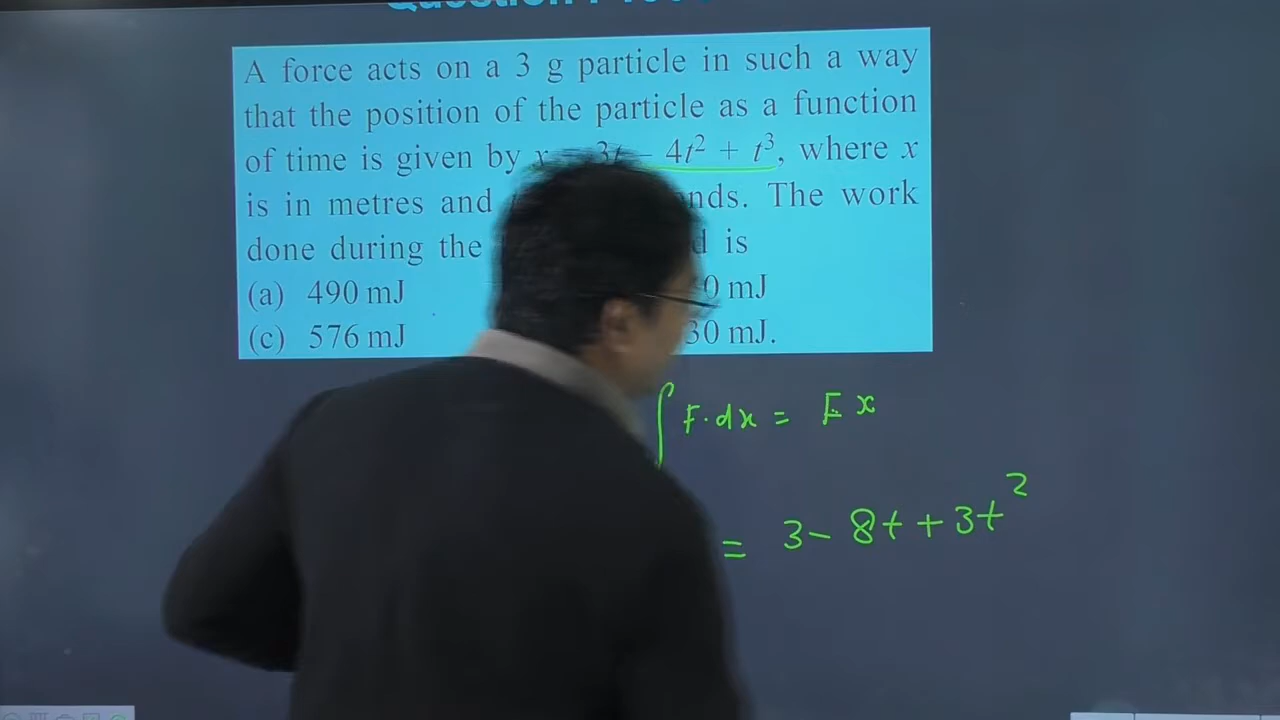 A force acts on a 3 g particle in such a way
that the position of the particle as a function
of time is given by x 3t – 4t² + t³, where x
is in metres and nds. The work
done during the d is
(a) 490 mJ 0 mJ
(c) 576 mJ 30 mJ.
∫ F·dx = F x
= 3 – 8t + 3t²